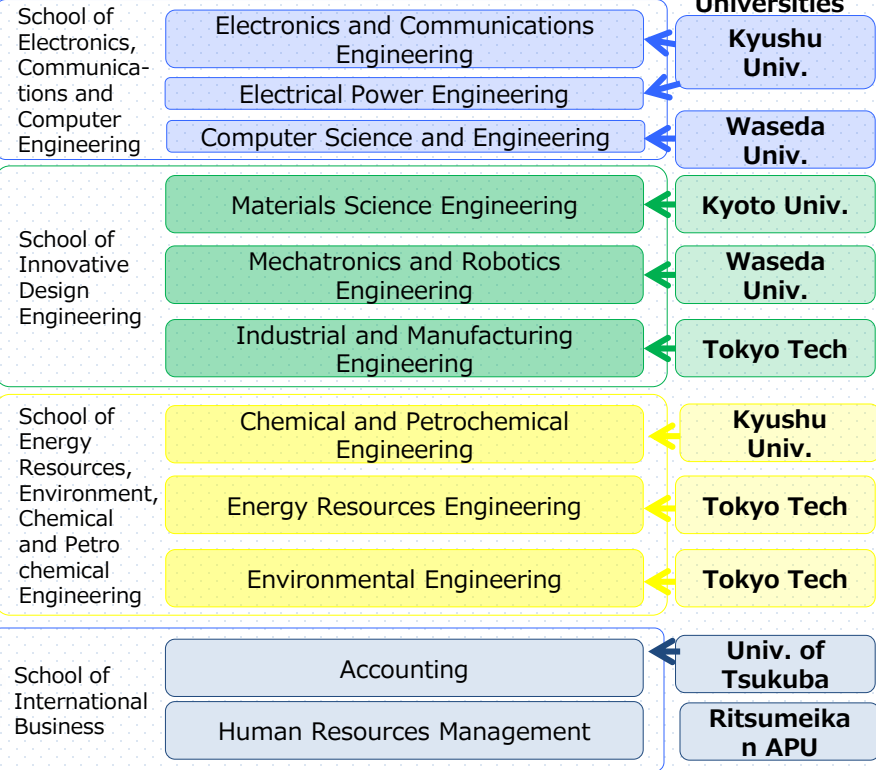 Universities
School of
Electronics,
Communica-
tions and
Computer
Engineering
Electronics and Communications
Engineering
Kyushu
Univ.
Electrical Power Engineering
Computer Science and Engineering
Waseda
Univ.
School of
Innovative
Design
Engineering
Materials Science Engineering
Kyoto Univ.
Mechatronics and Robotics
Engineering
Waseda
Univ.
Industrial and Manufacturing
Engineering
Tokyo Tech
School of
Energy
Resources,
Environment,
Chemical
and Petro
chemical
Engineering
Chemical and Petrochemical
Engineering
Kyushu
Univ.
Energy Resources Engineering
Tokyo Tech
Environmental Engineering
Tokyo Tech
School of
International
Business
Accounting
Univ. of
Tsukuba
Human Resources Management
Ritsumeika
n APU